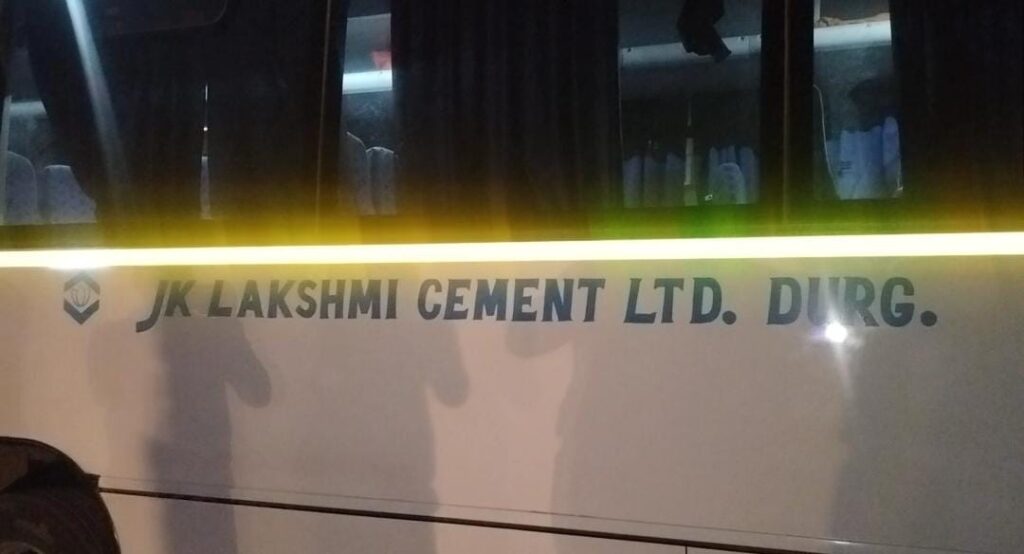 JK LAKSHMI CEMENT LTD. DURG.